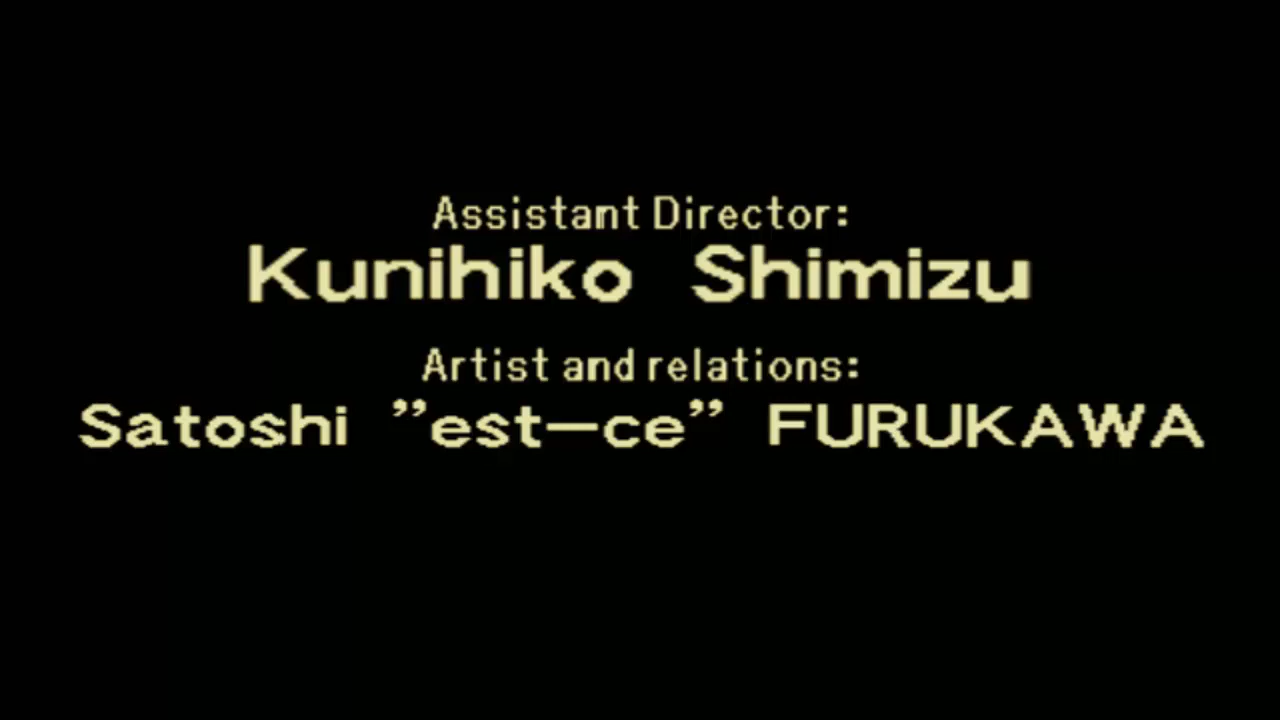 Assistant Director:
Kunihiko Shimizu
Artist and relations:
Satoshi ”est-ce” FURUKAWA